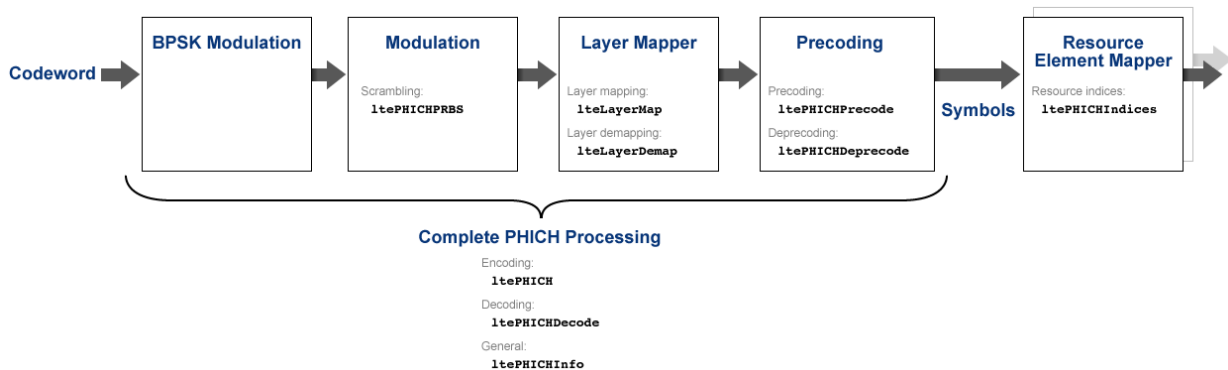 Codeword
BPSK Modulation
Modulation
Scrambling:
ltePHICHPRBS
Layer Mapper
Layer mapping:
lteLayerMap
Layer demapping:
lteLayerDemap
Precoding
Precoding:
ltePHICHPrecode
Deprecoding:
ltePHICHDeprecode
Symbols
Resource
Element Mapper
Resource indices:
ltePHICHIndices
Complete PHICH Processing
Encoding:
ltePHICH
Decoding:
ltePHICHDecode
General:
ltePHICHInfo